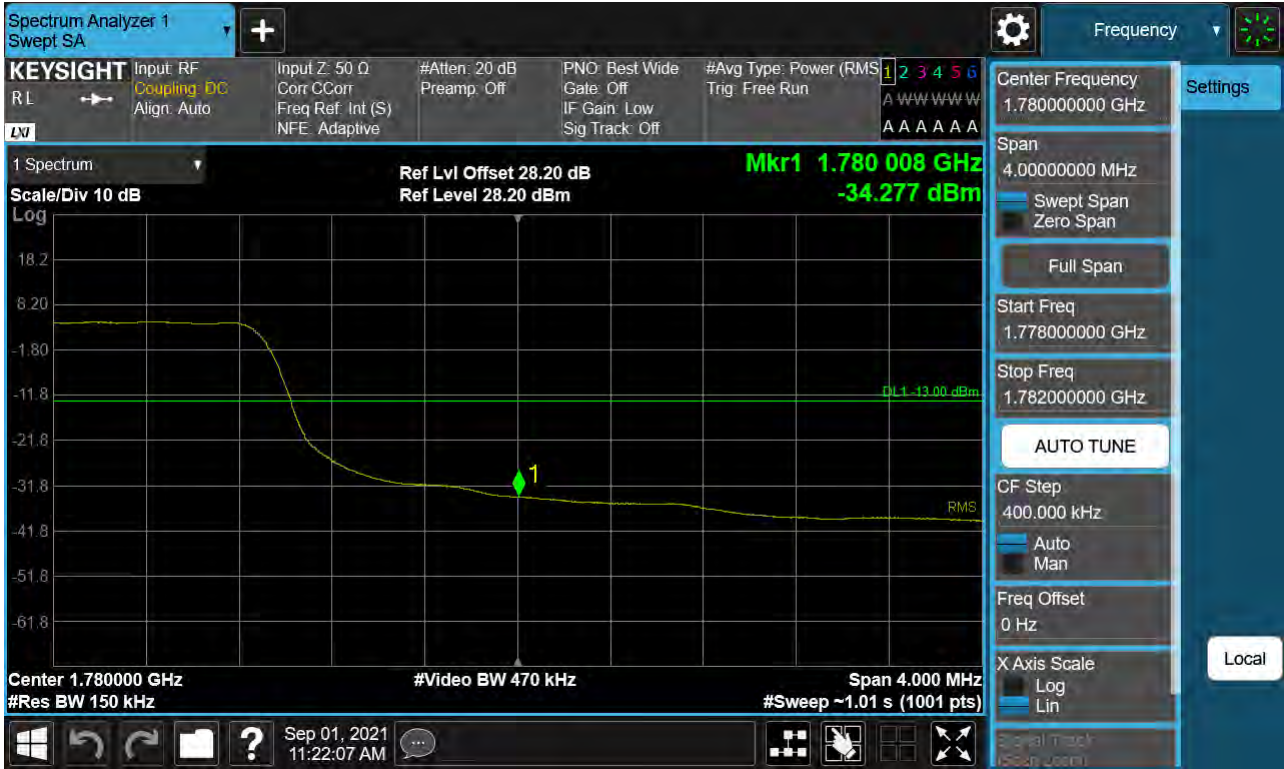 Spectrum Analyzer 1
Swept SA
Frequency
KEYSIGHT
R L
LXI
Input: RF
Coupling: DC
Align: Auto
Input Z: 50 Ω
Corr CCorr
Freq Ref: Int (S)
NFE: Adaptive
#Atten: 20 dB
Preamp: Off
PNO: Best Wide
Gate: Off
IF Gain: Low
Sig Track: Off
#Avg Type: Power (RMS
Trig: Free Run
1 2 3 4 5 6
A W W W W W
A A A A A A
1 Spectrum
Scale/Div 10 dB
Log
Ref Lvl Offset 28.20 dB
Ref Level 28.20 dBm
Mkr1 1.780 008 GHz
-34.277 dBm
18.2
8.20
-1.80
-11.8
-21.8
-31.8
-41.8
-51.8
-61.8
DL1 -13.00 dBm
1
RMS
Center 1.780000 GHz
#Res BW 150 kHz
#Video BW 470 kHz
Span 4.000 MHz
#Sweep ~1.01 s (1001 pts)
Center Frequency
1.780000000 GHz
Span
4.00000000 MHz
Swept Span
Zero Span
Full Span
Start Freq
1.778000000 GHz
Stop Freq
1.782000000 GHz
AUTO TUNE
CF Step
400.000 kHz
Auto
Man
Freq Offset
0 Hz
X Axis Scale
Log
Lin
Signal Track
(Span Zoom)
Settings
Local
Sep 01, 2021
11:22:07 AM